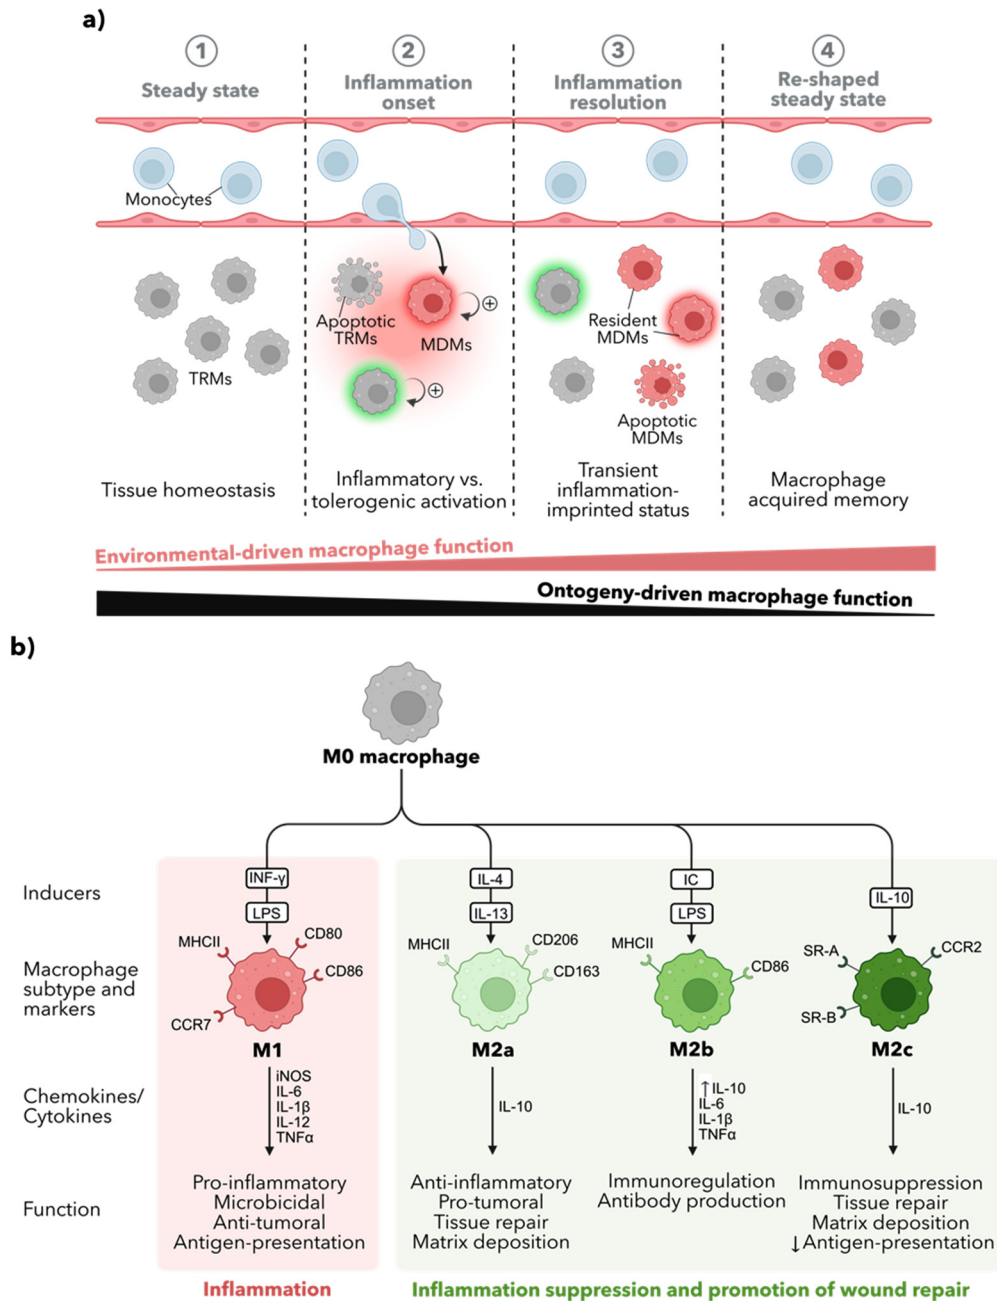 a)
1
2
3
4
Steady state
Inflammation
onset
Inflammation
resolution
Re-shaped
steady state
Monocytes
Apoptotic
TRMs
MDMs
TRMs
Resident
MDMs
Apoptotic
MDMs
Tissue homeostasis
Inflammatory vs.
tolerogenic activation
Transient
inflammation-
imprinted status
Macrophage
acquired memory
Environmental-driven macrophage function
Ontogeny-driven macrophage function
b)
M0 macrophage
Inducers
INF-γ
LPS
IL-4
IL-13
IC
LPS
IL-10
Macrophage
subtype and
markers
MHCII
CD80
CD86
CCR7
M1
MHCII
CD206
CD163
M2a
MHCII
CD86
M2b
SR-A
CCR2
SR-B
M2c
Chemokines/
Cytokines
iNOS
IL-6
IL-1β
IL-12
TNFα
IL-10
↑IL-10
IL-6
IL-1β
TNFα
IL-10
Function
Pro-inflammatory
Microbicidal
Anti-tumoral
Antigen-presentation
Anti-inflammatory
Pro-tumoral
Tissue repair
Matrix deposition
Immunoregulation
Antibody production
Immunosuppression
Tissue repair
Matrix deposition
↓Antigen-presentation
Inflammation
Inflammation suppression and promotion of wound repair